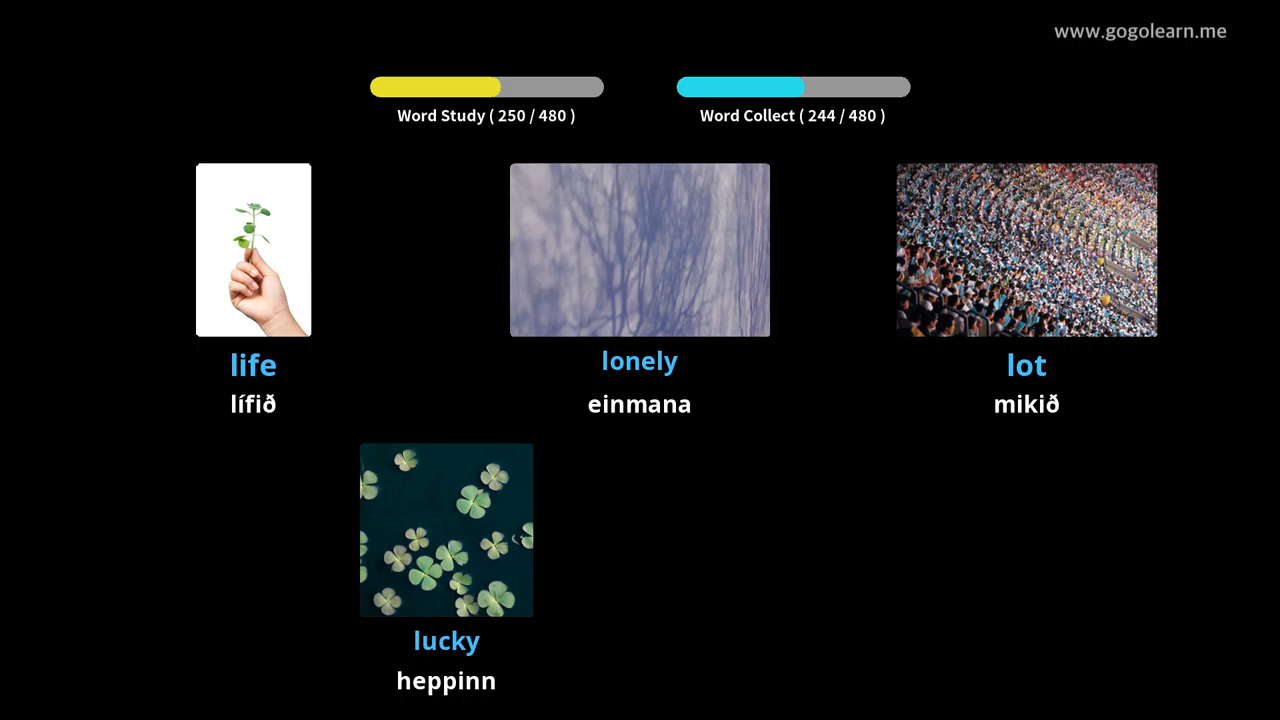 www.gogolearn.me
Word Study ( 250 / 480 )
Word Collect ( 244 / 480 )
life
lonely
lot
lífið
einmana
mikið
lucky
heppinn